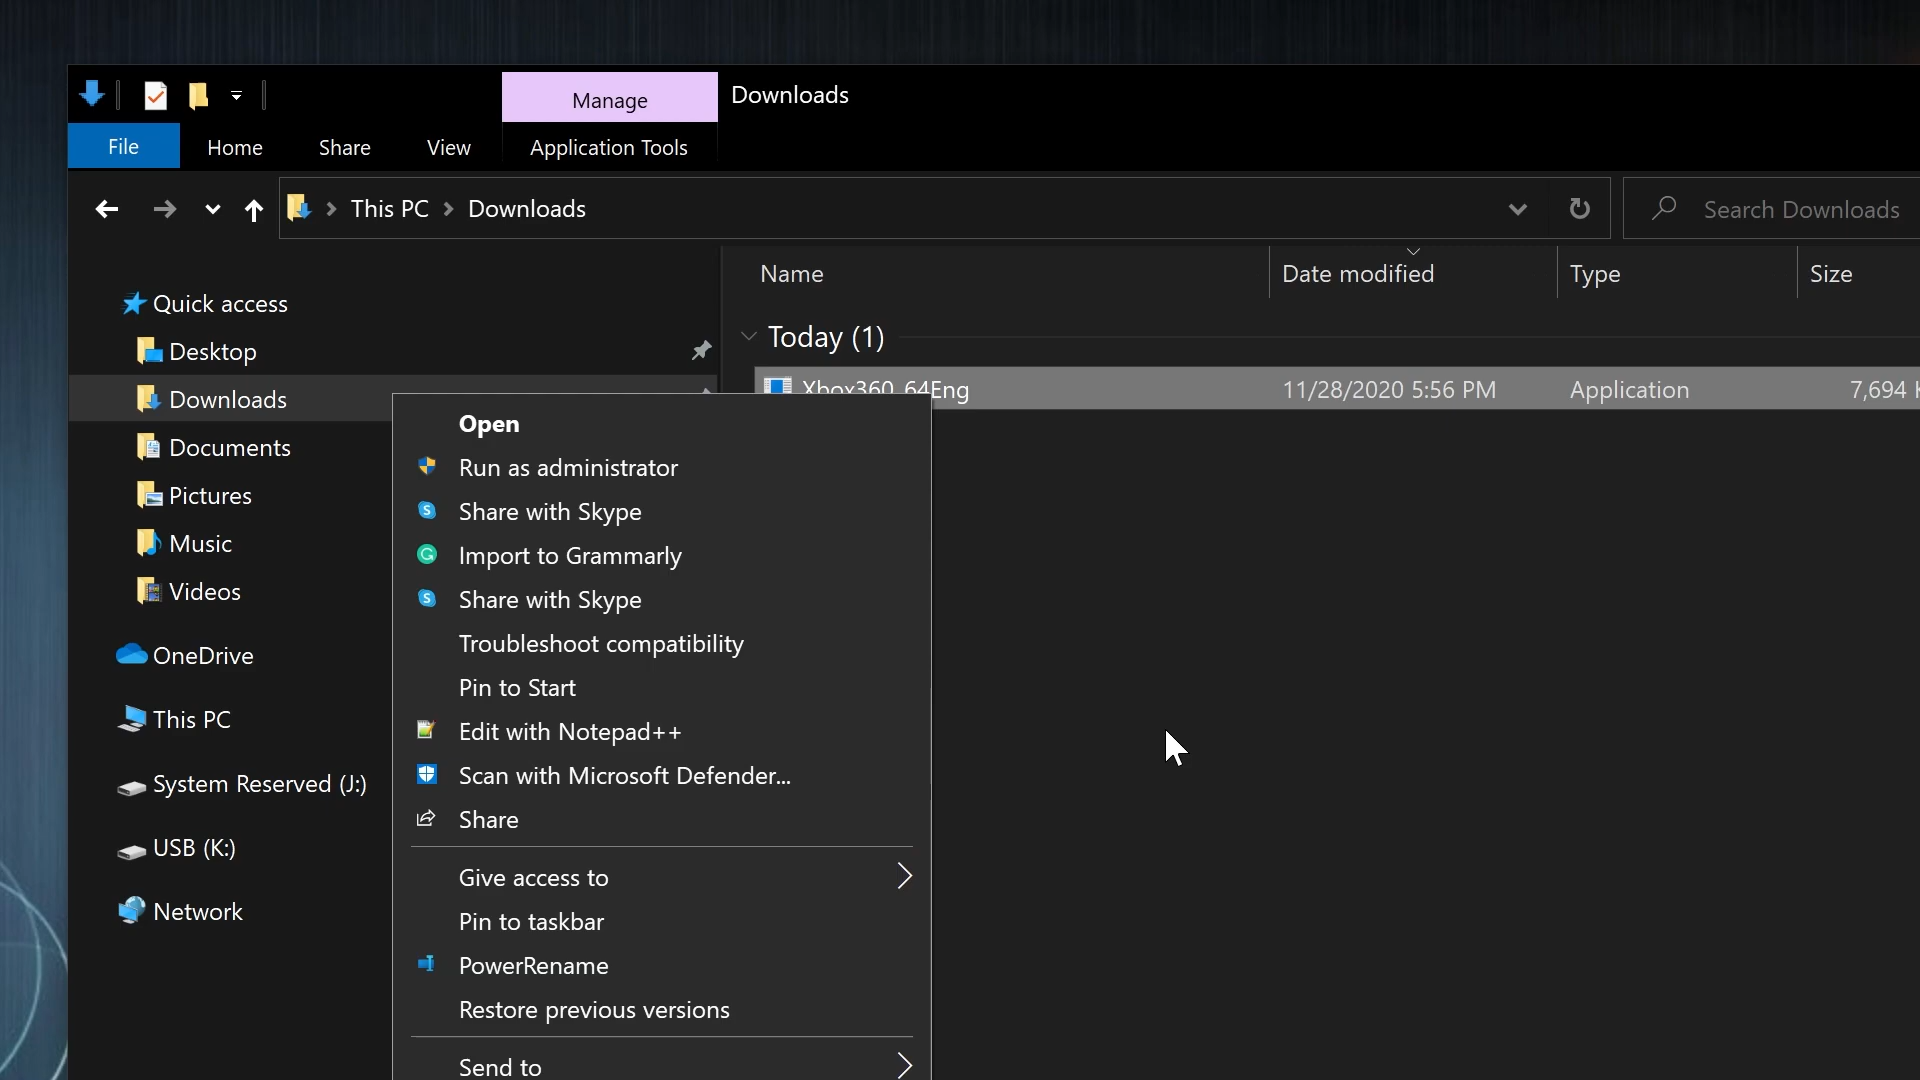 Manage
Downloads
File
Home
Share
View
Application Tools
This PC
Downloads
Search Downloads
Name
Date modified
Type
Size
Quick access
Desktop
Downloads
Documents
Pictures
Music
Videos
OneDrive
This PC
System Reserved (J:)
USB (K:)
Network
Today (1)
Xbox360_64Eng
11/28/2020 5:56 PM
Application
7,694 K
Open
Run as administrator
Share with Skype
Import to Grammarly
Share with Skype
Troubleshoot compatibility
Pin to Start
Edit with Notepad++
Scan with Microsoft Defender...
Share
Give access to
Pin to taskbar
PowerRename
Restore previous versions
Send to